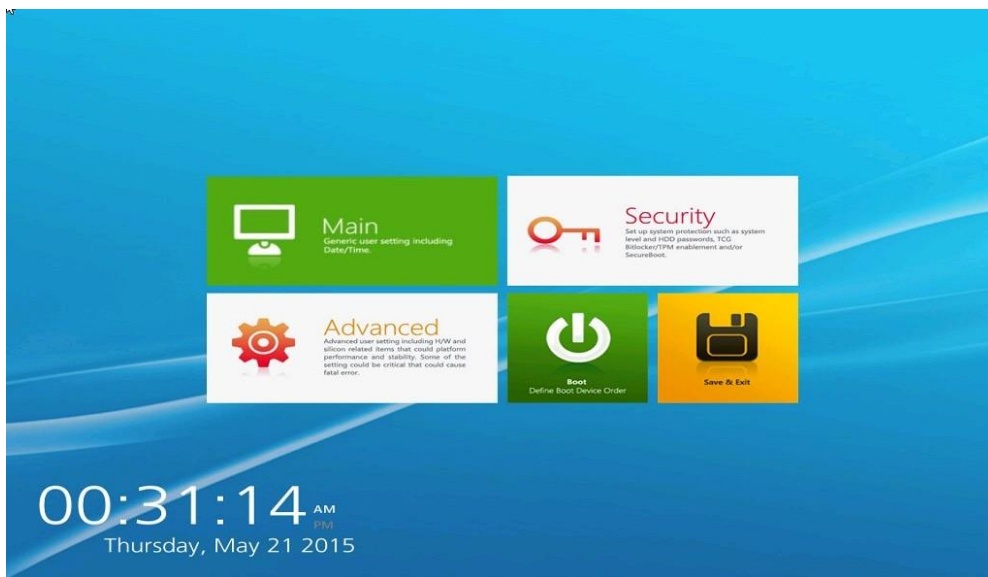 Main
Generic user setting including
Date/Time.
Security
Set up system protection such as system
level and HDD passwords, TCG
Bitlocker/TPM enablement and/or
SecureBoot.
Advanced
Advanced user setting including H/W and
silicon related items that could platform
performance and stability. Some of the
setting could be critical that could cause
fatal error.
Boot
Define Boot Device Order
Save & Exit
00:31:14 AM
PM
Thursday, May 21 2015